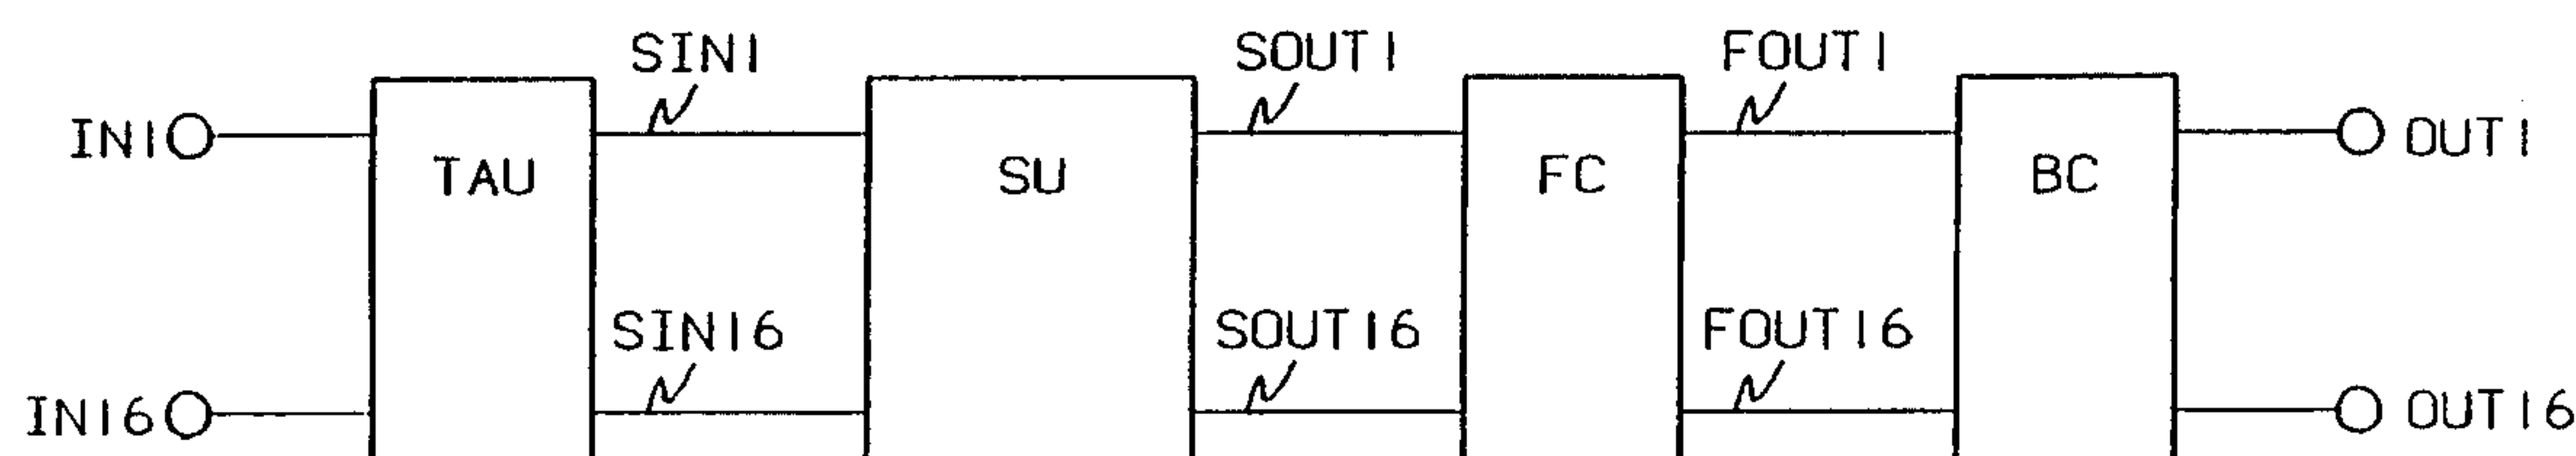 SIN1 SOUT1 FOUT1
IN1 OUT1
TAU SU FC BC
SIN16 SOUT16 FOUT16
IN16 OUT16